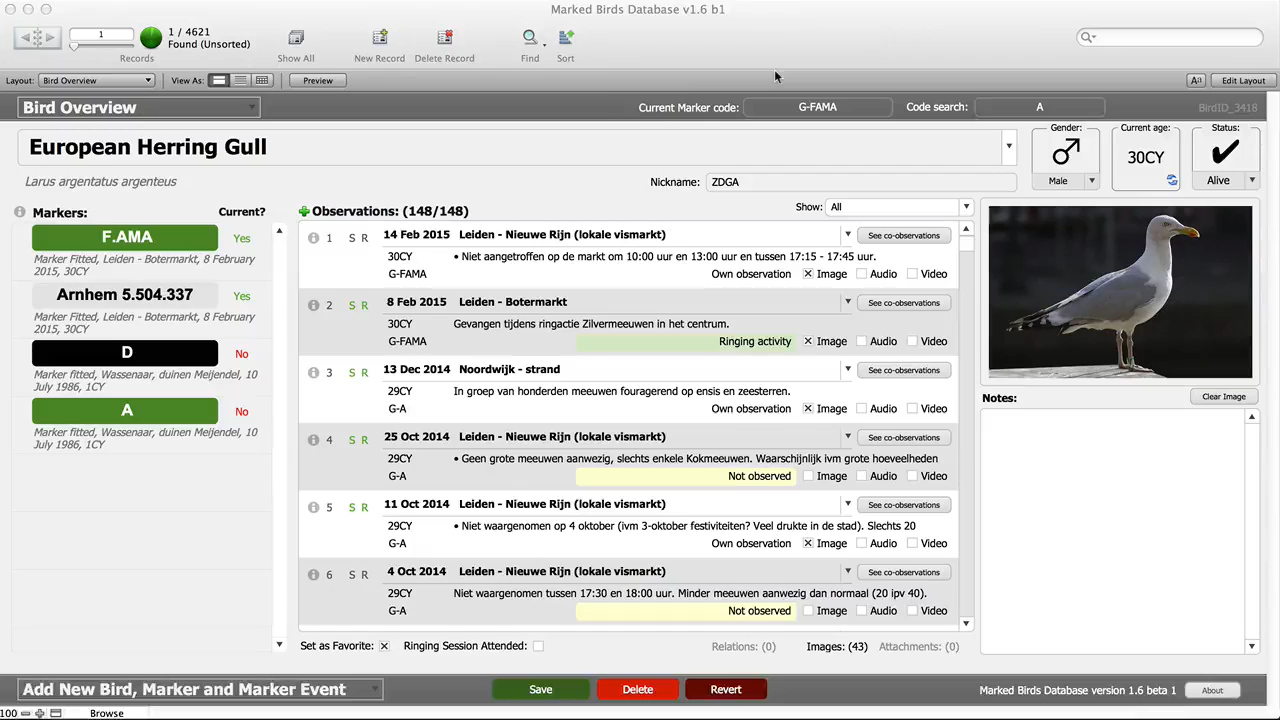 Marked Birds Database v1.6 b1
1
1 / 4621
Found (Unsorted)
Records
Show All
New Record
Delete Record
Find
Sort
Layout: Bird Overview
View As:
Preview
Aa
Edit Layout
Bird Overview
Current Marker code: G-FAMA
Code search: A
BirdID_3418
European Herring Gull
Larus argentatus argenteus
Nickname: ZDGA
Gender:
Male
Current age:
30CY
Status:
Alive
Markers:
Current?
F.AMA Yes
Marker Fitted, Leiden - Botermarkt, 8 February
2015, 30CY
Arnhem 5.504.337 Yes
Marker Fitted, Leiden - Botermarkt, 8 February
2015, 30CY
D No
Marker fitted, Wassenaar, duinen Meijendel, 10
July 1986, 1CY
A No
Marker fitted, Wassenaar, duinen Meijendel, 10
July 1986, 1CY
Observations: (148/148)
Show: All
1 S R 14 Feb 2015 Leiden - Nieuwe Rijn (lokale vismarkt) See co-observations
30CY • Niet aangetroffen op de markt om 10:00 uur en 13:00 uur en tussen 17:15 - 17:45 uur.
G-FAMA Own observation Image Audio Video
2 S R 8 Feb 2015 Leiden - Botermarkt See co-observations
30CY Gevangen tijdens ringactie Zilvermeeuwen in het centrum.
G-FAMA Ringing activity Image Audio Video
3 S R 13 Dec 2014 Noordwijk - strand See co-observations
29CY In groep van honderden meeuwen fouragerend op ensis en zeesterren.
G-A Own observation Image Audio Video
4 S R 25 Oct 2014 Leiden - Nieuwe Rijn (lokale vismarkt) See co-observations
29CY • Geen grote meeuwen aanwezig, slechts enkele Kokmeeuwen. Waarschijnlijk ivm grote hoeveelheden
G-A Not observed Image Audio Video
5 S R 11 Oct 2014 Leiden - Nieuwe Rijn (lokale vismarkt) See co-observations
29CY • Niet waargenomen op 4 oktober (ivm 3-october festiviteiten? Veel drukte in de stad). Slechts 20
G-A Own observation Image Audio Video
6 S R 4 Oct 2014 Leiden - Nieuwe Rijn (lokale vismarkt) See co-observations
29CY Niet waargenomen tussen 17:30 en 18:00 uur. Minder meeuwen aanwezig dan normaal (20 ipv 40).
G-A Not observed Image Audio Video
Notes:
Clear Image
Set as Favorite:
Ringing Session Attended:
Relations: (0)
Images: (43)
Attachments: (0)
Add New Bird, Marker and Marker Event
Save
Delete
Revert
Marked Birds Database version 1.6 beta 1
About
100
Browse